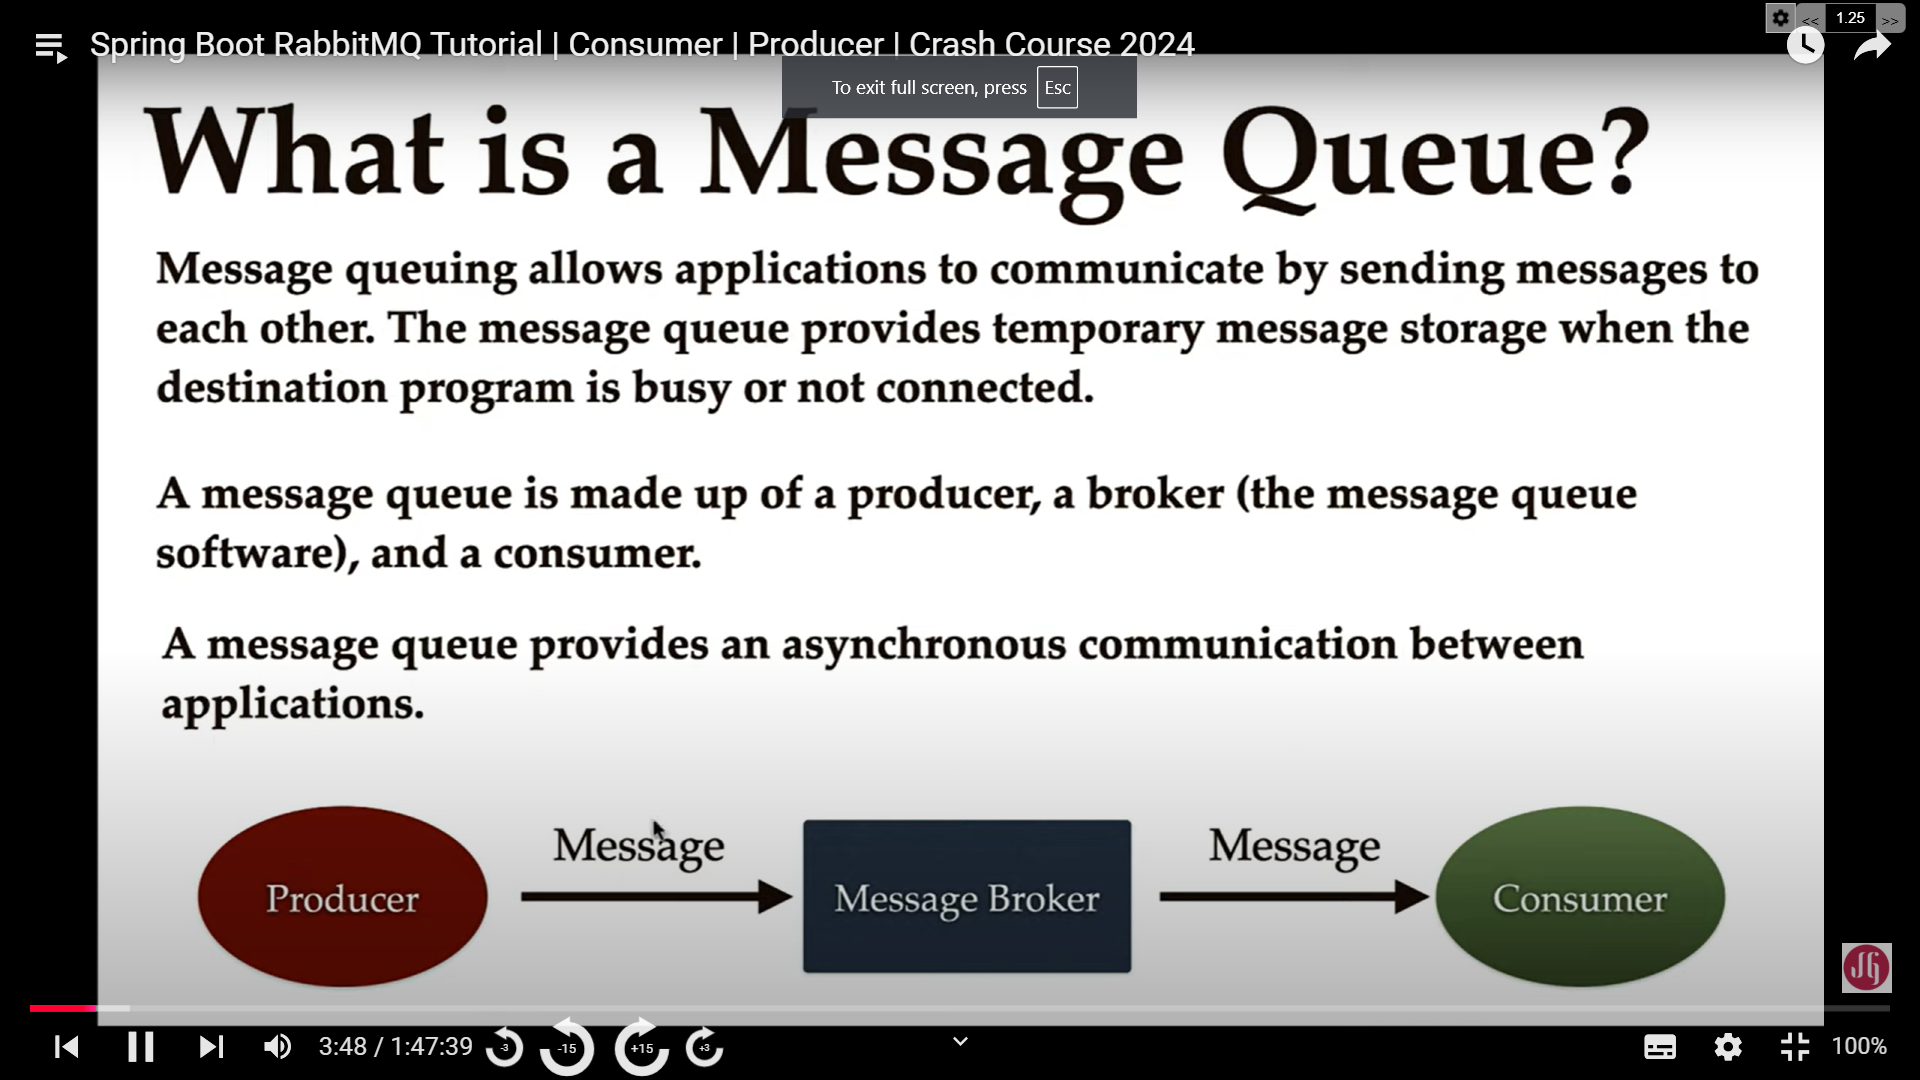 << 1.25 >>
Spring Boot RabbitMQ Tutorial | Consumer | Producer | Crash Course 2024
To exit full screen, press Esc
What is a Message Queue?
Message queuing allows applications to communicate by sending messages to
each other. The message queue provides temporary message storage when the
destination program is busy or not connected.
A message queue is made up of a producer, a broker (the message queue
software), and a consumer.
A message queue provides an asynchronous communication between
applications.
Message
Message
Producer
Message Broker
Consumer
3:48 / 1:47:39
-3
-15
+15
+3
100%